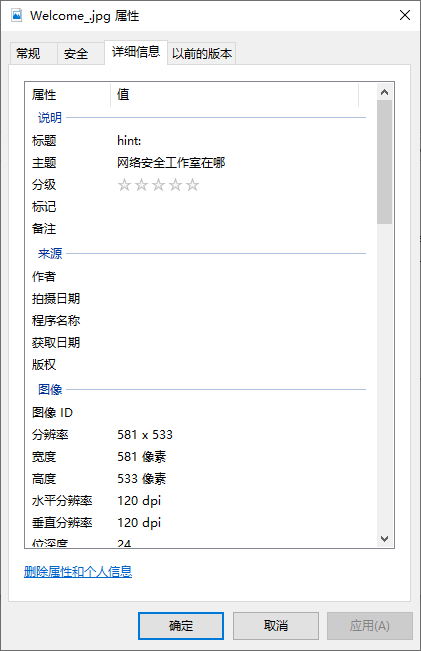 Welcome_.jpg 属性
常规 安全 详细信息 以前的版本
属性 值
说明
标题 hint:
主题 网络安全工作室在哪
分级 ☆☆☆☆☆
标记
备注
来源
作者
拍摄日期
程序名称
获取日期
版权
图像
图像 ID
分辨率 581 x 533
宽度 581 像素
高度 533 像素
水平分辨率 120 dpi
垂直分辨率 120 dpi
位深度 24
删除属性和个人信息
确定 取消 应用(A)